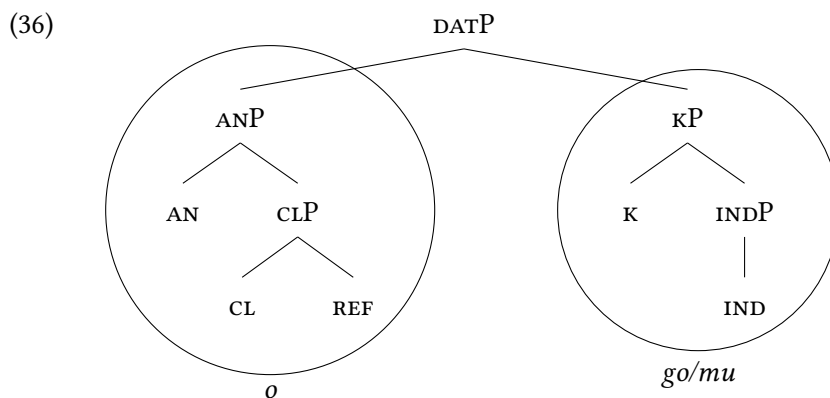 (36)
DATP
ANP KP
AN CLP K INDP
CL REF IND
o go/mu